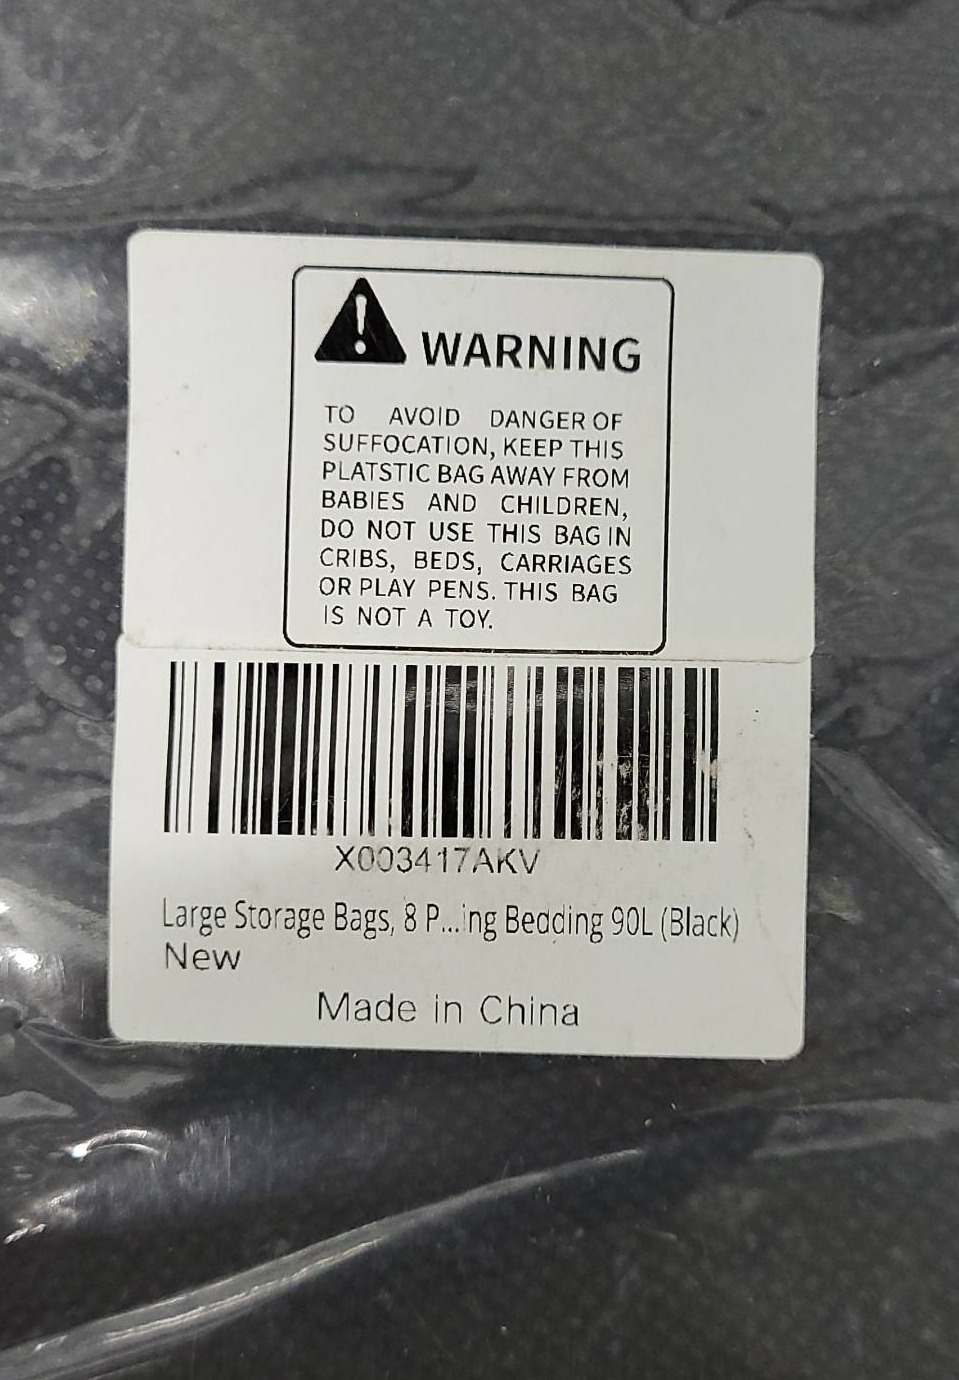 WARNING
TO AVOID DANGER OF
SUFFOCATION, KEEP THIS
PLATSTIC BAG AWAY FROM
BABIES AND CHILDREN,
DO NOT USE THIS BAG IN
CRIBS, BEDS, CARRIAGES
OR PLAY PENS. THIS BAG
IS NOT A TOY.
X003417AKV
Large Storage Bags, 8 P...ing Bedding 90L (Black)
New
Made in China